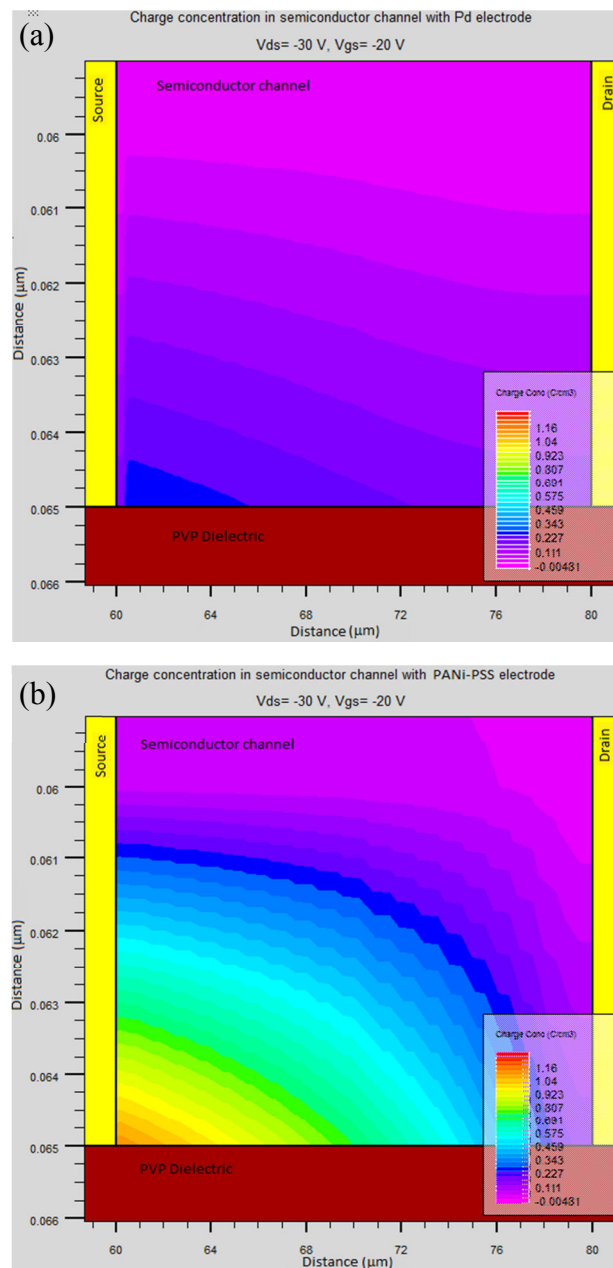 (a)
Charge concentration in semiconductor channel with Pd electrode
Vds= -30 V, Vgs= -20 V
Source
Semiconductor channel
Drain
Distance (μm)
0.06
0.061
0.062
0.063
0.064
0.065
0.066
Charge Conc (C/cm3)
1.16
1.04
0.923
0.807
0.691
0.575
0.459
0.343
0.227
0.111
-0.00481
PVP Dielectric
60
64
68
72
76
80
Distance (μm)
(b)
Charge concentration in semiconductor channel with PANi-PSS electrode
Vds= -30 V, Vgs= -20 V
Source
Semiconductor channel
Drain
Distance (μm)
0.06
0.061
0.062
0.063
0.064
0.065
0.066
Charge Conc (C/cm3)
1.16
1.04
0.923
0.807
0.691
0.575
0.459
0.343
0.227
0.111
-0.00481
PVP Dielectric
60
64
68
72
76
80
Distance (μm)